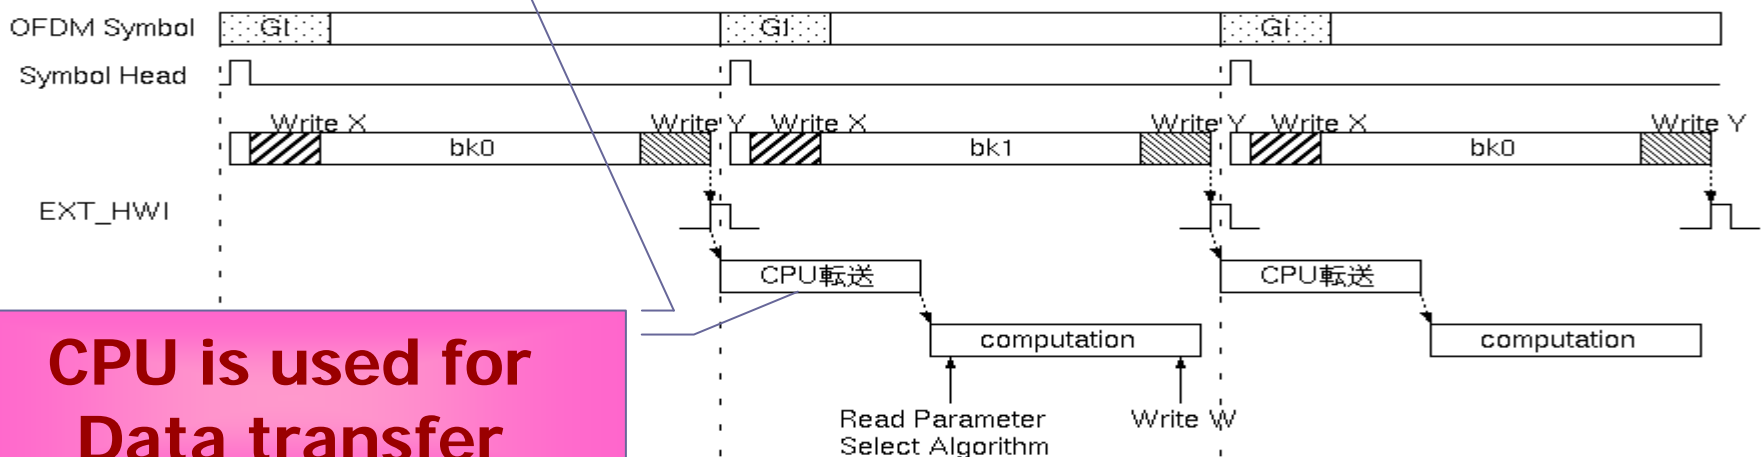 OFDM Symbol GI GI GI
Symbol Head
Write X Write Y Write X Write Y Write X Write Y
bk0 bk1 bk0
EXT_HWI
CPU転送 CPU転送
computation computation
CPU is used for
Data transfer
Read Parameter Write W
Select Algorithm